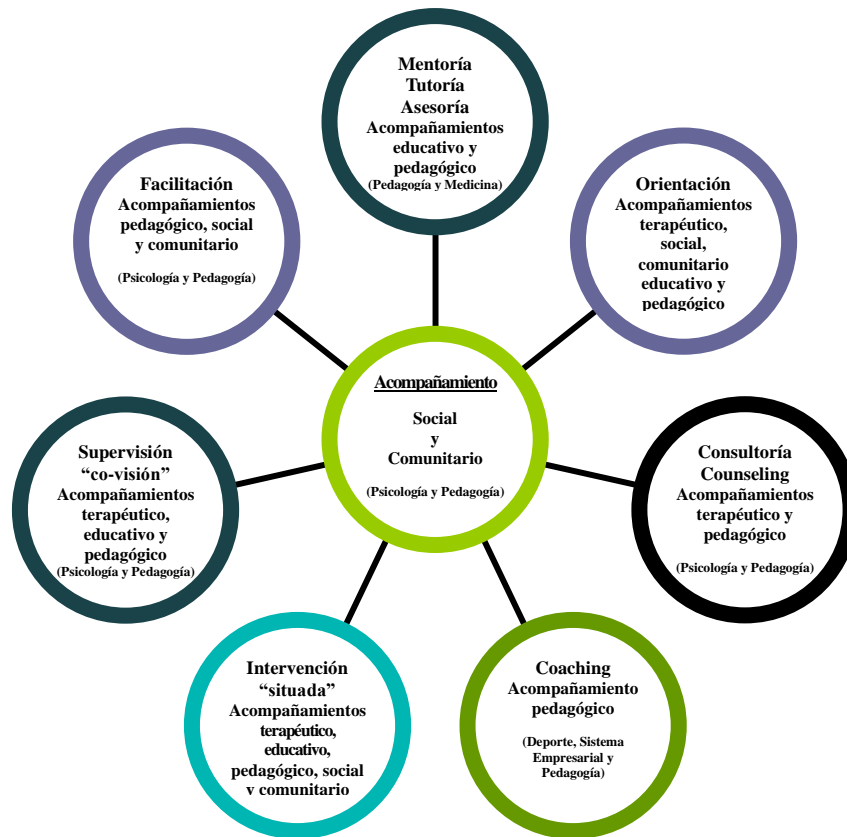 Mentoría
Tutoría
Asesoría
Acompañamientos
educativo y
pedagógico
(Pedagogía y Medicina)
Facilitación
Acompañamientos
pedagógico, social
y comunitario
(Psicología y Pedagogía)
Orientación
Acompañamientos
terapéutico,
social,
comunitario
educativo y
pedagógico
Acompañamiento
Social
y
Comunitario
(Psicología y Pedagogía)
Supervisión
“co-visión”
Acompañamientos
terapéutico,
educativo y
pedagógico
(Psicología y Pedagogía)
Consultoría
Counseling
Acompañamientos
terapéutico y
pedagógico
(Psicología y Pedagogía)
Intervención
“situada”
Acompañamientos
terapéutico,
educativo,
pedagógico, social
y comunitario
Coaching
Acompañamiento
pedagógico
(Deporte, Sistema
Empresarial y
Pedagogía)